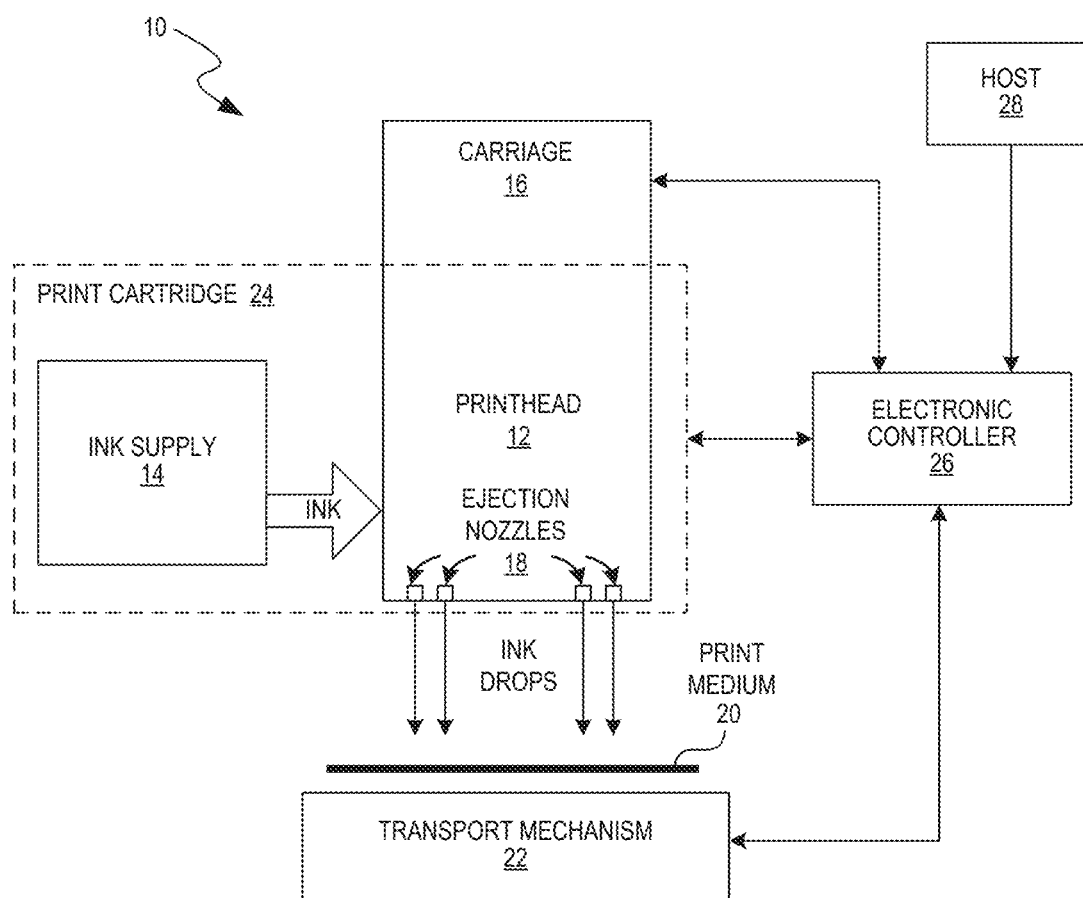 10
HOST
28
CARRIAGE
16
PRINT CARTRIDGE 24
INK SUPPLY
14
INK
PRINTHEAD
12
EJECTION
NOZZLES
18
ELECTRONIC
CONTROLLER
26
INK
DROPS
PRINT
MEDIUM
20
TRANSPORT MECHANISM
22